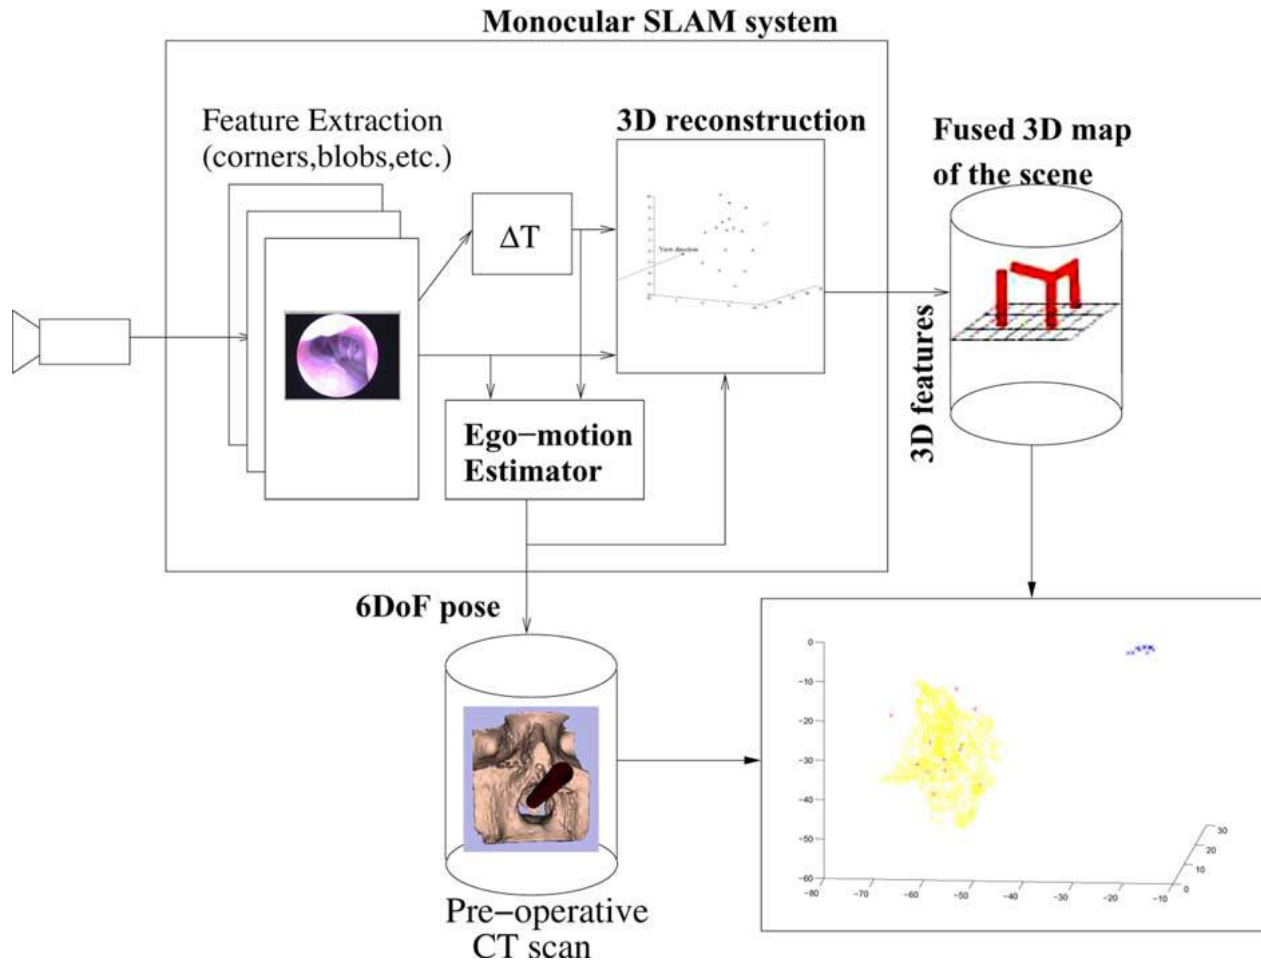 Monocular SLAM system
Feature Extraction
(corners,blobs,etc.)
3D reconstruction
Fused 3D map
of the scene
ΔT
View direction
3D features
Ego−motion
Estimator
6DoF pose
Pre−operative
CT scan
0
−10
−20
−30
−40
−50
−60
−80
−70
−60
−50
−40
−30
−20
−10
0
10
20
30